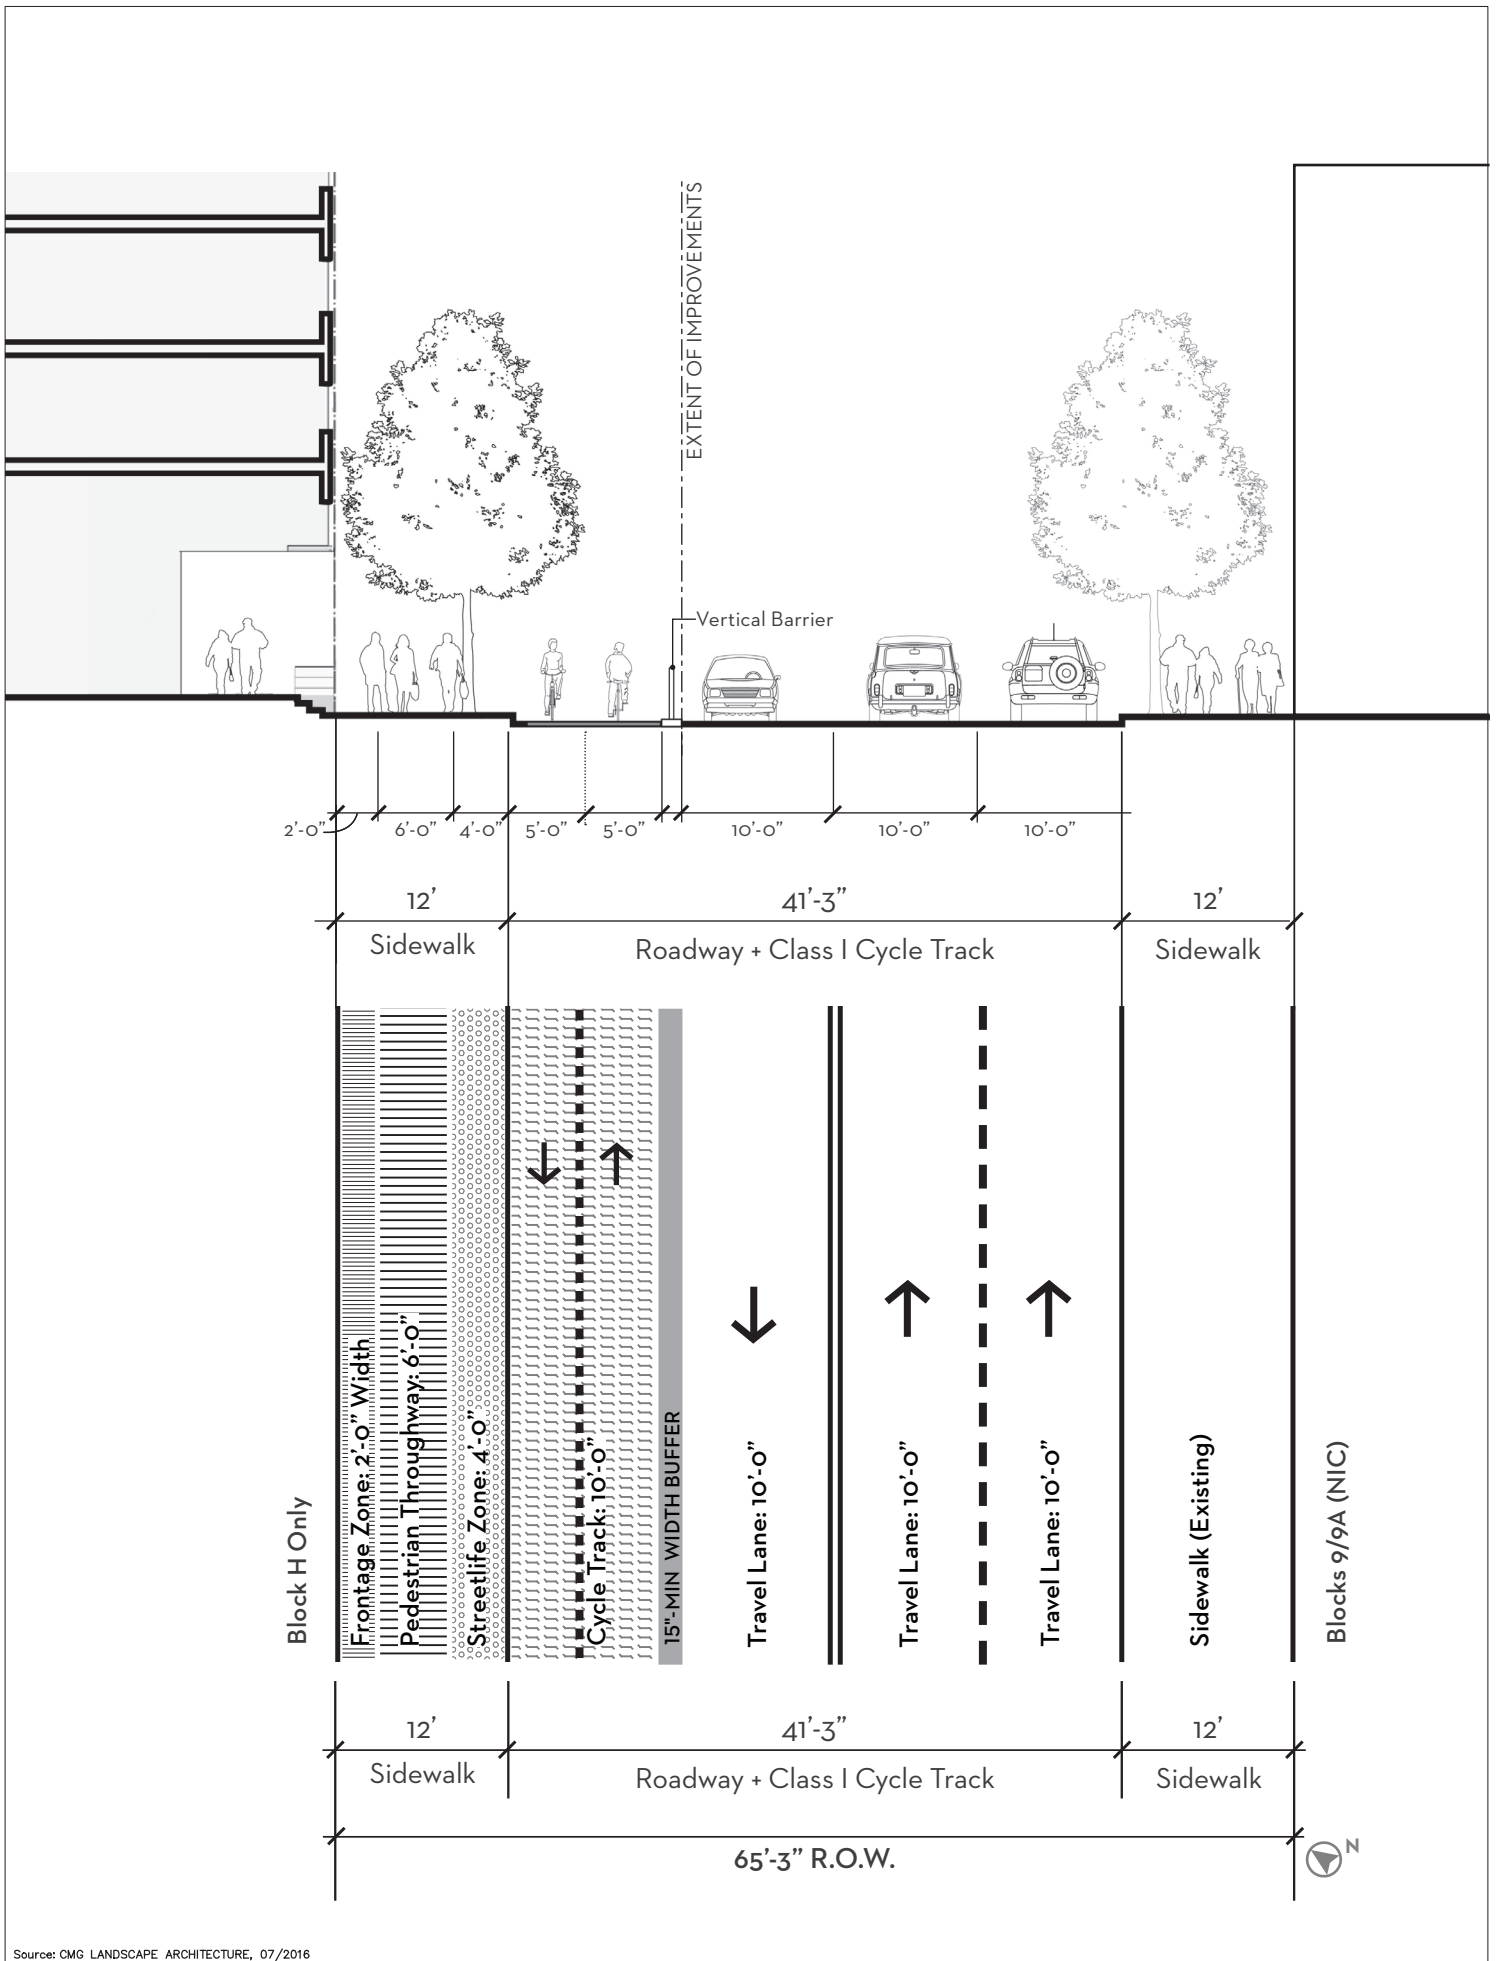 EXTENT OF IMPROVEMENTS
Vertical Barrier
2'-0" 6'-0" 4'-0" 5'-0" 5'-0" 10'-0" 10'-0" 10'-0"
12' 41'-3" 12'
Sidewalk Roadway + Class I Cycle Track Sidewalk
Block H Only
Frontage Zone: 2'-0" Width
Pedestrian Throughway: 6'-0"
Streetlife Zone: 4'-0"
Cycle Track: 10'-0"
15"-MIN WIDTH BUFFER
Travel Lane: 10'-0"
Travel Lane: 10'-0"
Travel Lane: 10'-0"
Sidewalk (Existing)
Blocks 9/9A (NIC)
12' 41'-3" 12'
Sidewalk Roadway + Class I Cycle Track Sidewalk
65'-3" R.O.W.
N
Source: CMG LANDSCAPE ARCHITECTURE, 07/2016